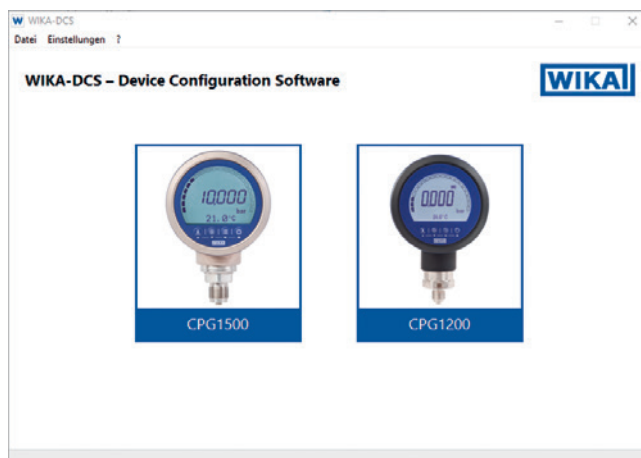 WIKA-DCS
Datei Einstellungen ?
WIKA-DCS – Device Configuration Software
WIKA
10.000
bar
21.0°C
0.000
bar
CPG1500
CPG1200